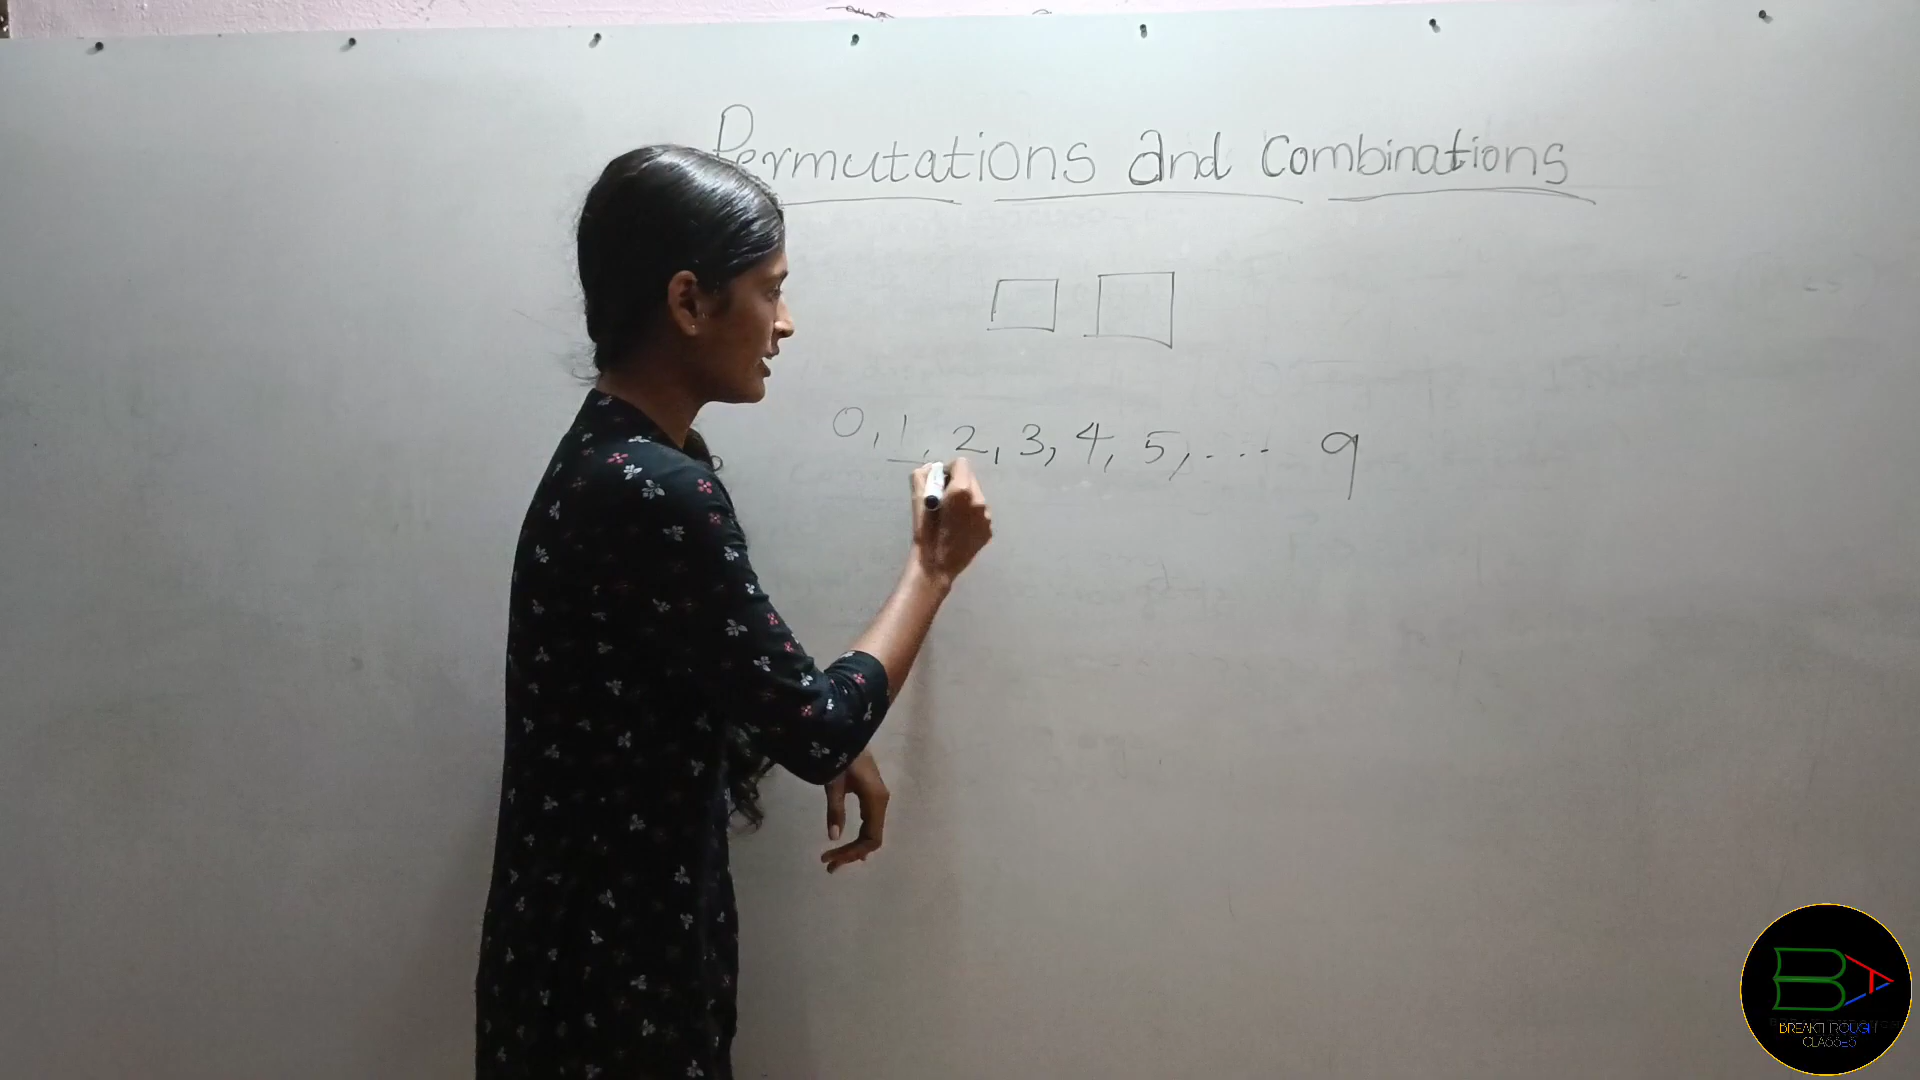 Permutations and Combinations
0, 1, 2, 3, 4, 5, ... 9
BREAKTHROUGH
CLASSES